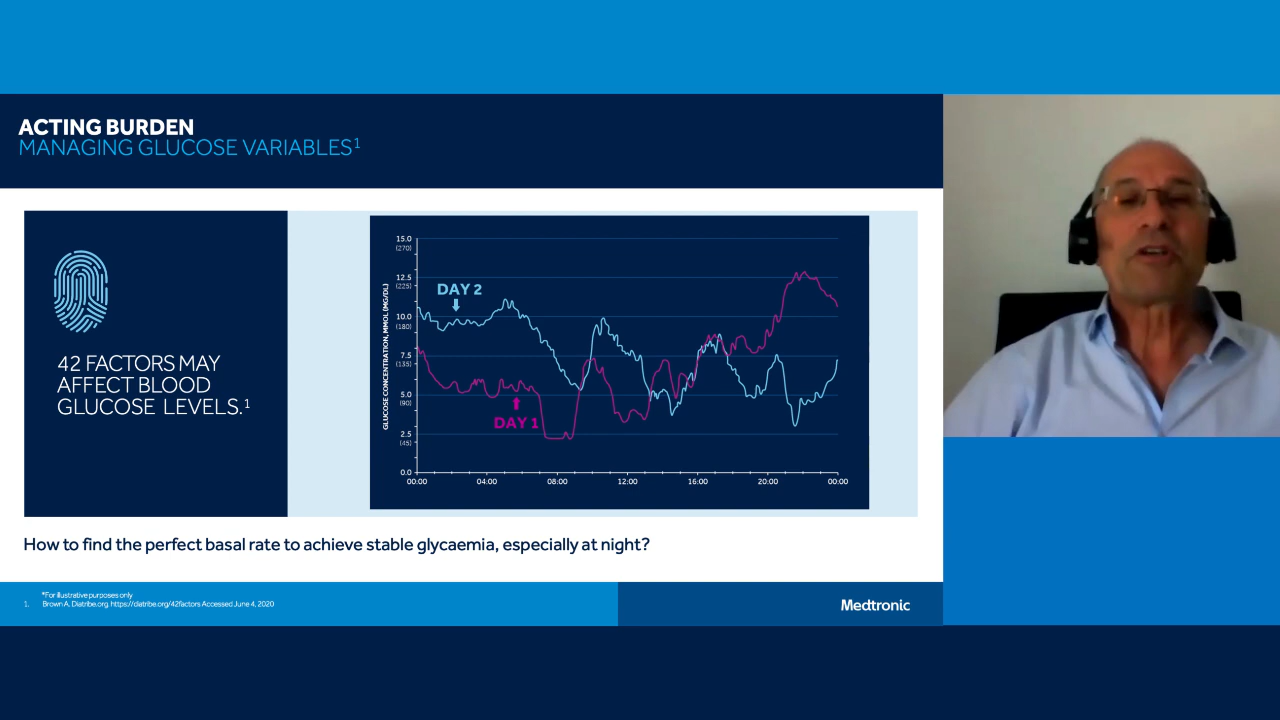 ACTING BURDEN
MANAGING GLUCOSE VARIABLES¹
42 FACTORS MAY
AFFECT BLOOD
GLUCOSE LEVELS.¹
GLUCOSE CONCENTRATION, MMOL (MG/DL)
15.0
(270)
12.5
(225)
10.0
(180)
7.5
(135)
5.0
(90)
2.5
(45)
0.0
DAY 2
DAY 1
00:00 04:00 08:00 12:00 16:00 20:00 00:00
How to find the perfect basal rate to achieve stable glycaemia, especially at night?
*For illustrative purposes only
1. Brown A. Diatribe.org. https://diatribe.org/42factors Accessed June 4, 2020
Medtronic